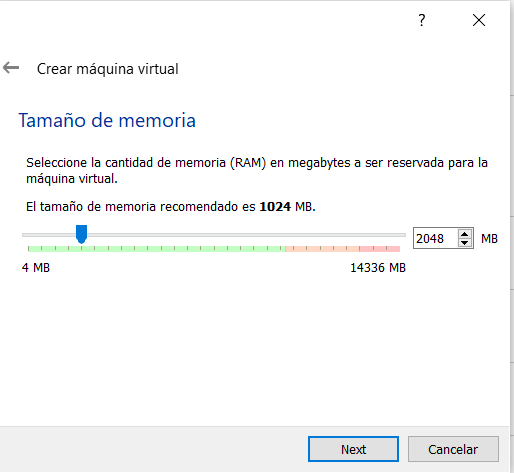 ?
Crear máquina virtual
Tamaño de memoria
Seleccione la cantidad de memoria (RAM) en megabytes a ser reservada para la
máquina virtual.
El tamaño de memoria recomendado es 1024 MB.
2048 MB
4 MB 14336 MB
Next Cancelar